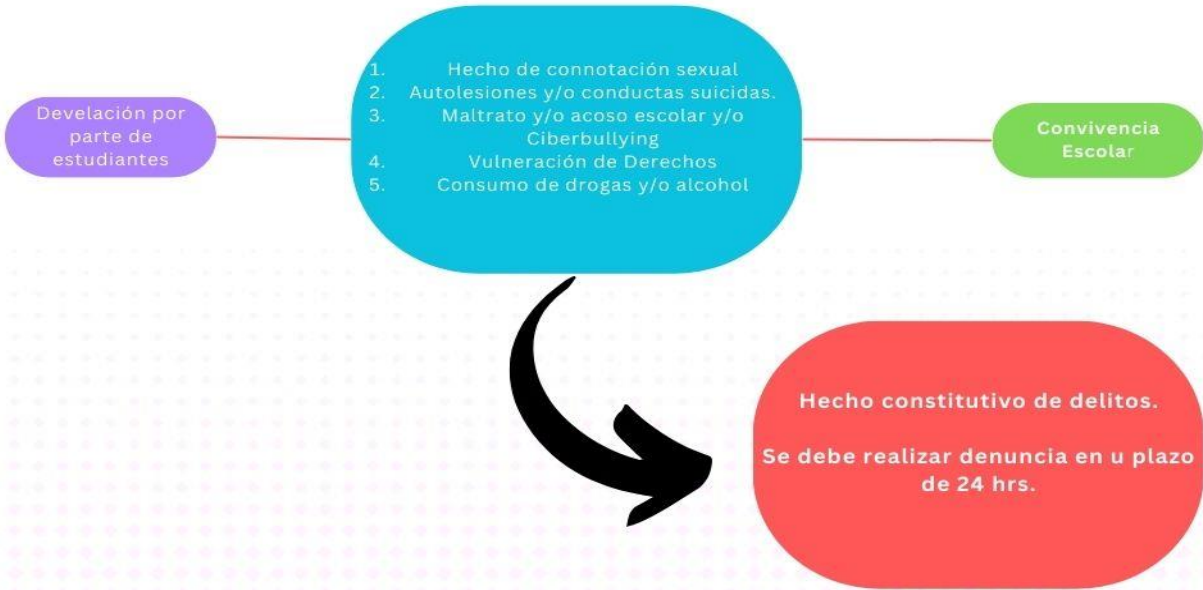 Develación por
parte de
estudiantes
1. Hecho de connotación sexual
2. Autolesiones y/o conductas suicidas.
3. Maltrato y/o acoso escolar y/o
Ciberbullying
4. Vulneración de Derechos
5. Consumo de drogas y/o alcohol
Convivencia
Escolar
Hecho constitutivo de delitos.
Se debe realizar denuncia en u plazo
de 24 hrs.